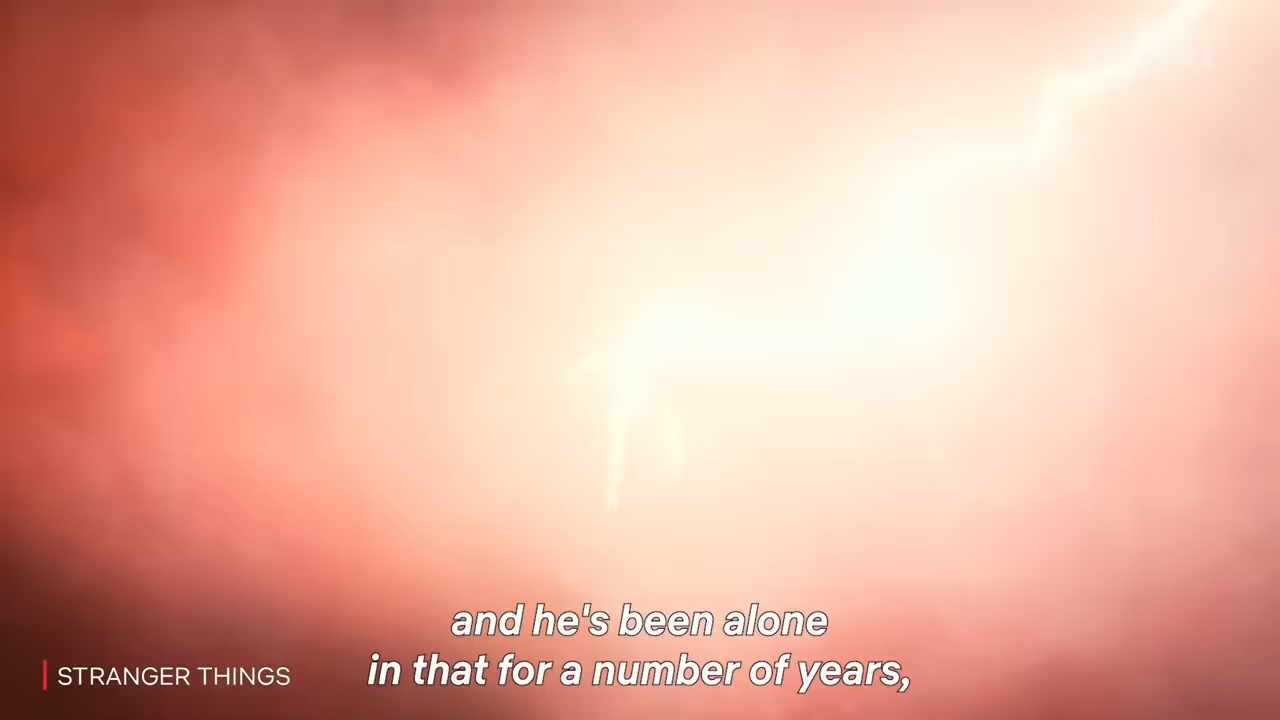 and he's been alone
in that for a number of years,
STRANGER THINGS